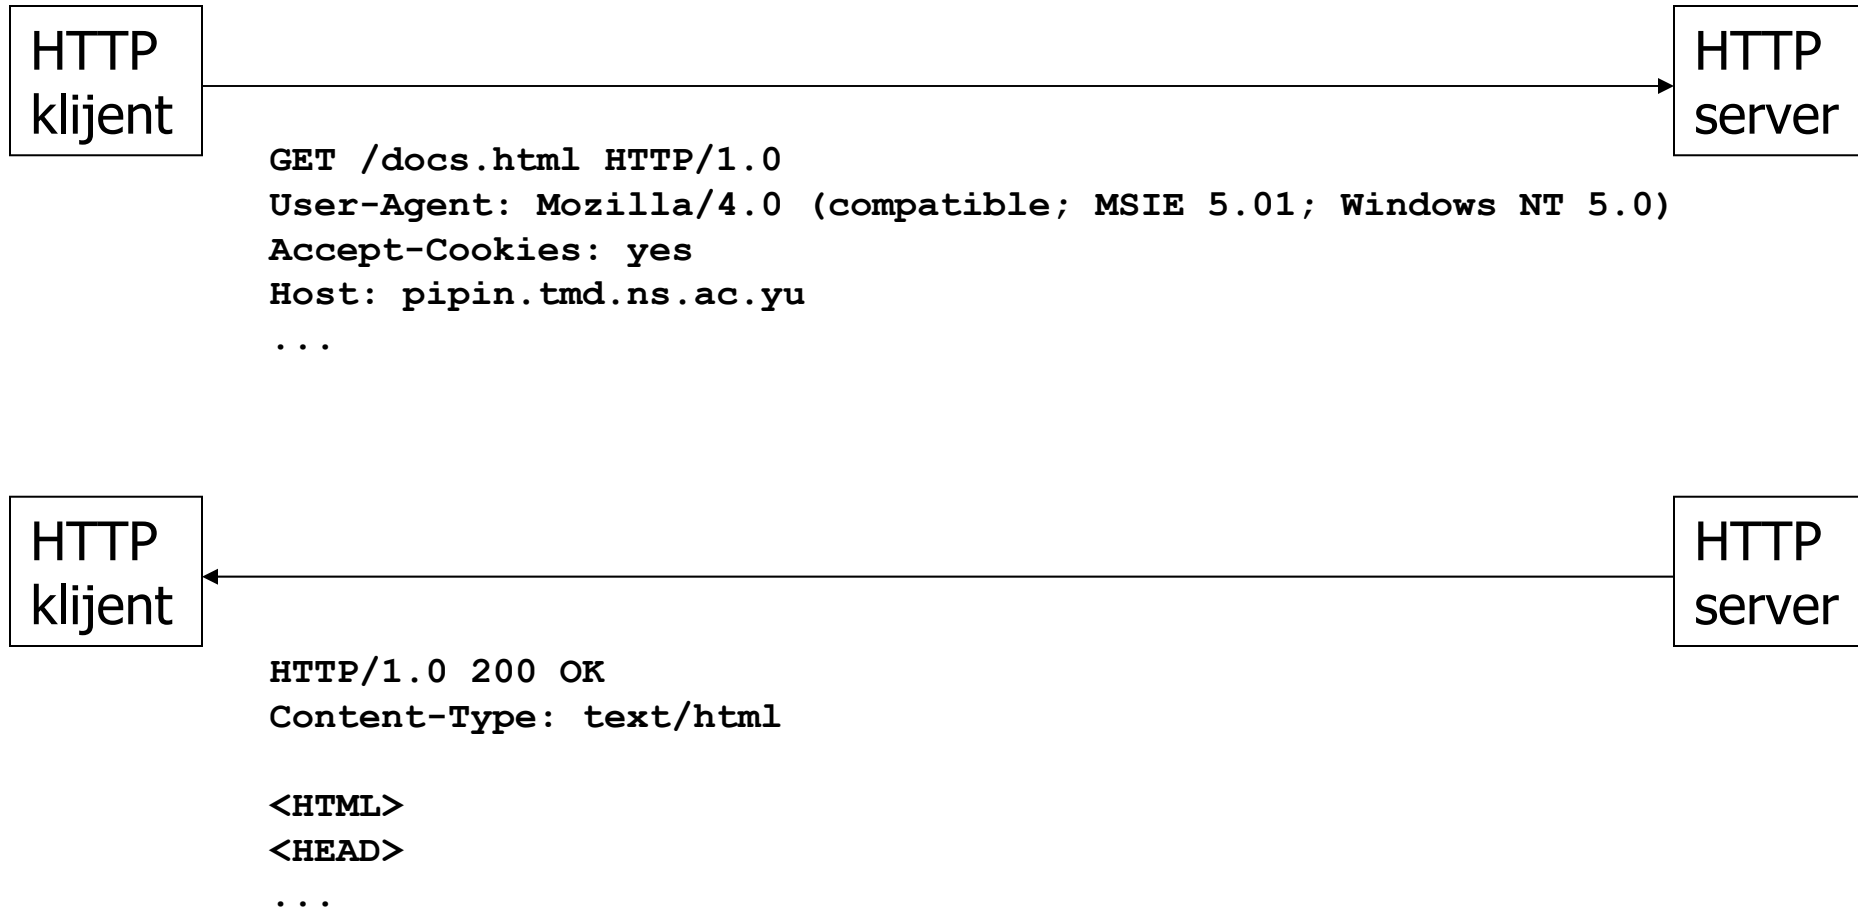 HTTP
klijent
HTTP
server
GET /docs.html HTTP/1.0
User-Agent: Mozilla/4.0 (compatible; MSIE 5.01; Windows NT 5.0)
Accept-Cookies: yes
Host: pipin.tmd.ns.ac.yu
...
HTTP
klijent
HTTP
server
HTTP/1.0 200 OK
Content-Type: text/html
<HTML>
<HEAD>
...